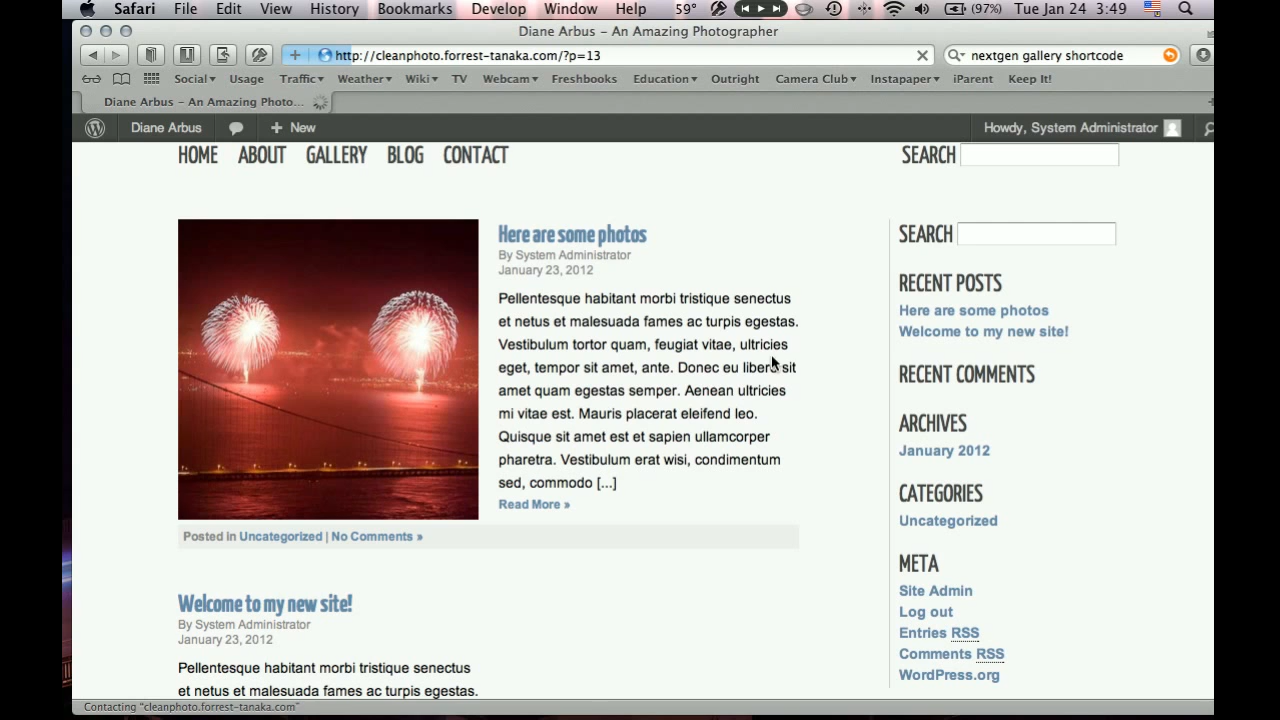 Safari File Edit View History Bookmarks Develop Window Help 59° (97%) Tue Jan 24 3:49
Diane Arbus – An Amazing Photographer
http://cleanphoto.forrest-tanaka.com/?p=13 nextgen gallery shortcode
Social Usage Traffic Weather Wiki TV Webcam Freshbooks Education Outright Camera Club Instapaper iParent Keep It!
Diane Arbus – An Amazing Photo...
Diane Arbus + New Howdy, System Administrator
HOME ABOUT GALLERY BLOG CONTACT SEARCH
Here are some photos
By System Administrator
January 23, 2012
Pellentesque habitant morbi tristique senectus
et netus et malesuada fames ac turpis egestas.
Vestibulum tortor quam, feugiat vitae, ultricies
eget, tempor sit amet, ante. Donec eu libero sit
amet quam egestas semper. Aenean ultricies
mi vitae est. Mauris placerat eleifend leo.
Quisque sit amet est et sapien ullamcorper
pharetra. Vestibulum erat wisi, condimentum
sed, commodo [...]
Read More »
Posted in Uncategorized | No Comments »
Welcome to my new site!
By System Administrator
January 23, 2012
Pellentesque habitant morbi tristique senectus
et netus et malesuada fames ac turpis egestas.
SEARCH
RECENT POSTS
Here are some photos
Welcome to my new site!
RECENT COMMENTS
ARCHIVES
January 2012
CATEGORIES
Uncategorized
META
Site Admin
Log out
Entries RSS
Comments RSS
WordPress.org
Contacting "cleanphoto.forrest-tanaka.com"